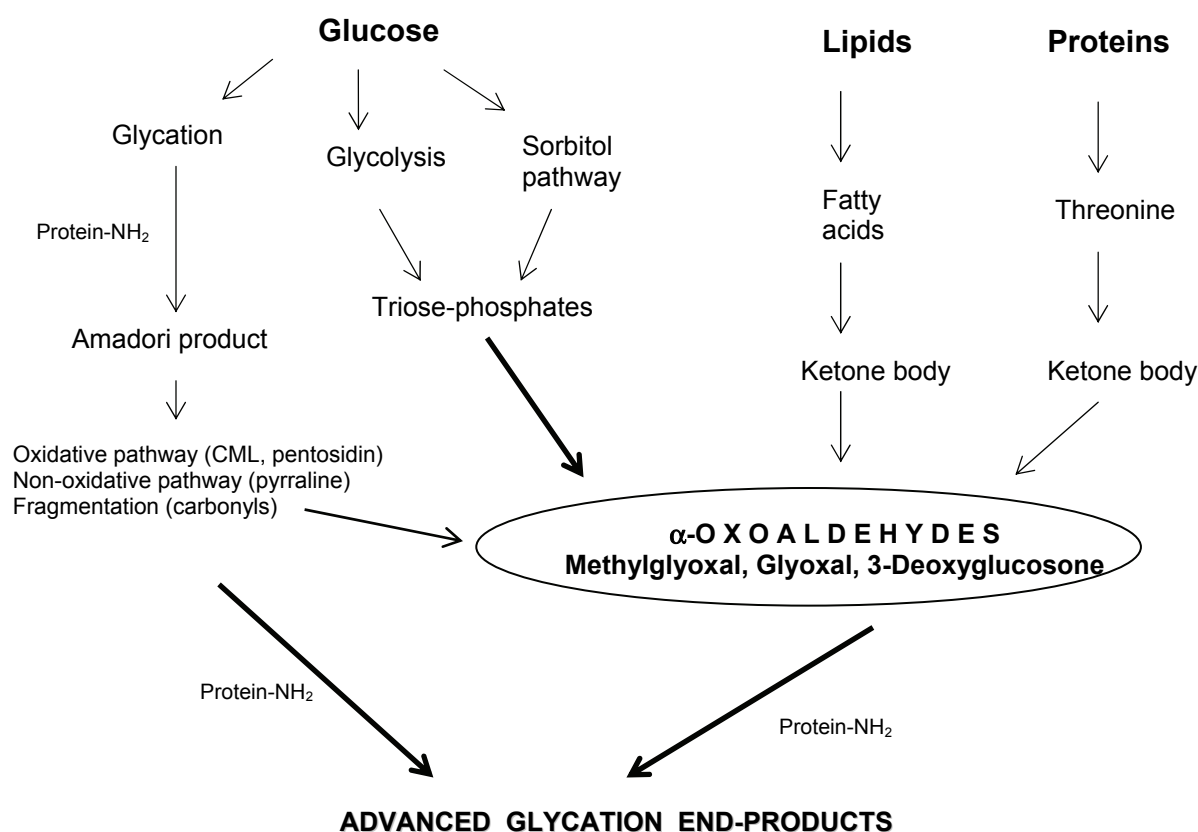 Glucose
Lipids
Proteins
Glycation
Glycolysis
Sorbitol
pathway
Fatty
acids
Threonine
Protein-NH₂
Triose-phosphates
Amadori product
Ketone body
Ketone body
Oxidative pathway (CML, pentosidin)
Non-oxidative pathway (pyrraline)
Fragmentation (carbonyls)
α-O X O A L D E H Y D E S
Methylglyoxal, Glyoxal, 3-Deoxyglucosone
Protein-NH₂
Protein-NH₂
ADVANCED GLYCATION END-PRODUCTS